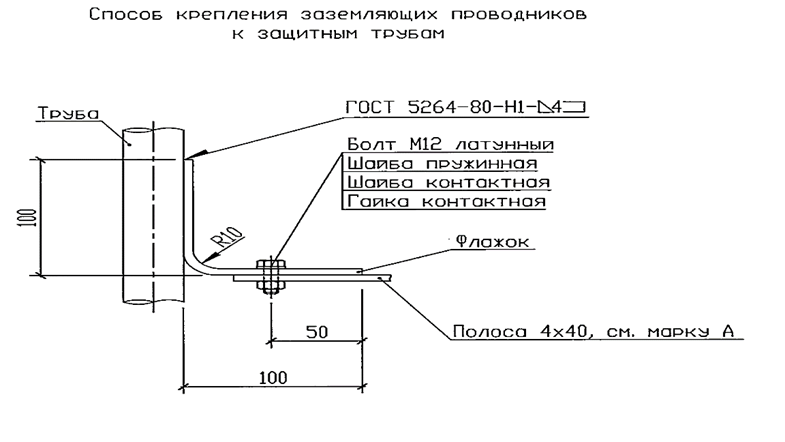 Способ крепления заземляющих проводников
к защитным трубам
Труба
ГОСТ 5264-80-Н1-◺4▭
Болт М12 латунный
Шайба пружинная
Шайба контактная
Гайка контактная
100
R10
Флажок
50
Полоса 4х40, см. марку А
100